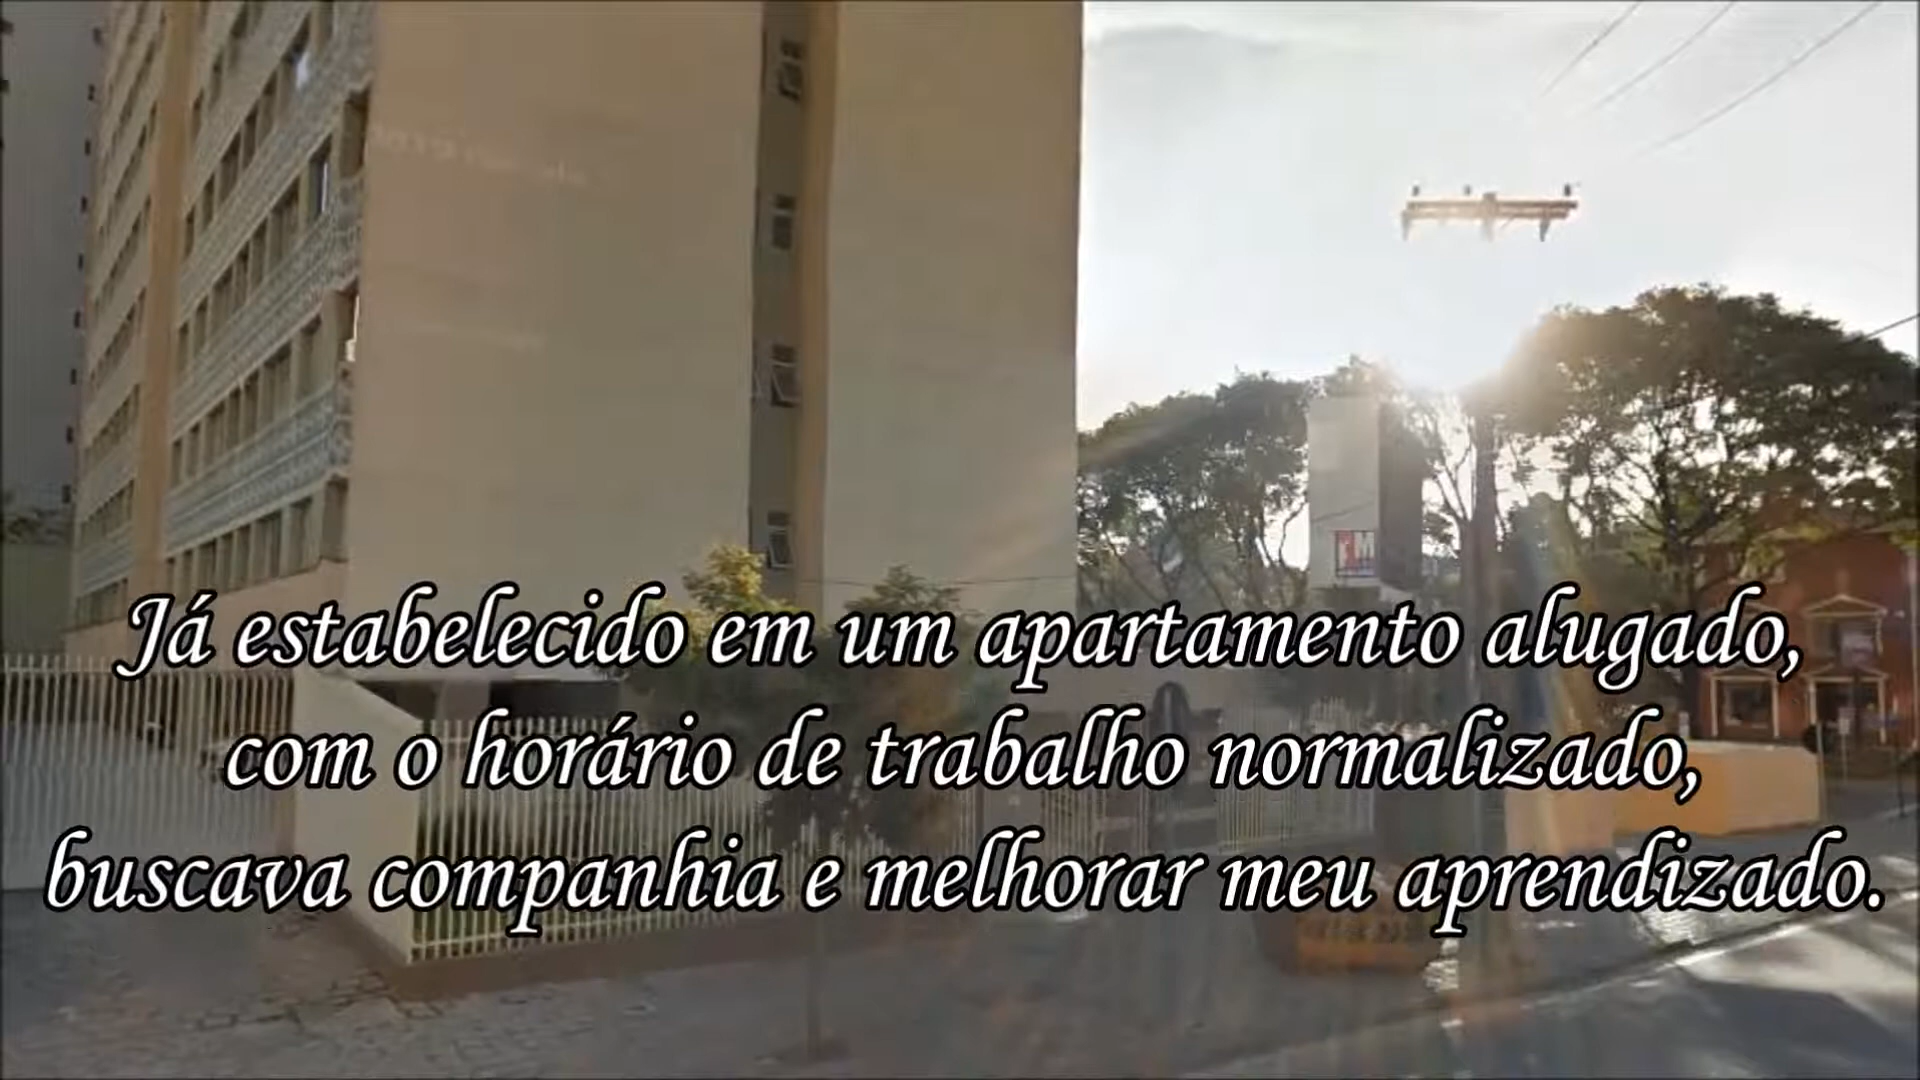 Já estabelecido em um apartamento alugado,
com o horário de trabalho normalizado,
buscava companhia e melhorar meu aprendizado.